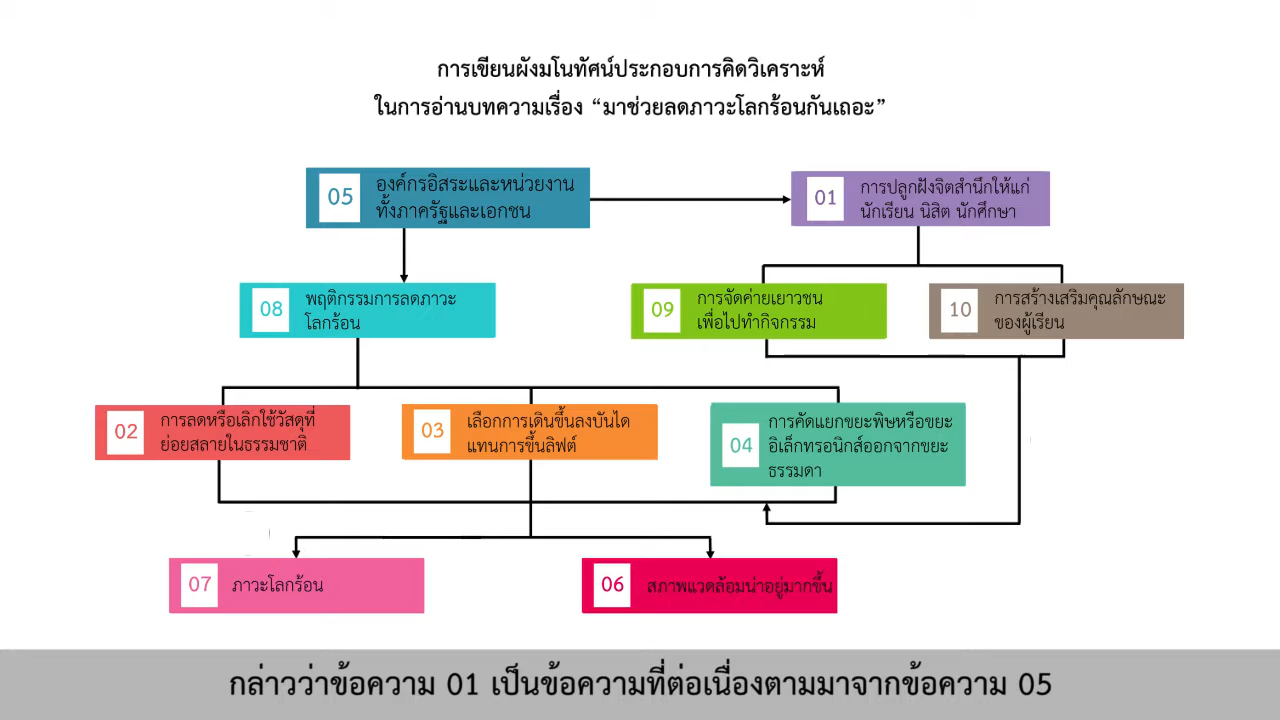 การเขียนผังมโนทัศน์ประกอบการคิดวิเคราะห์
ในการอ่านบทความเรื่อง “มาช่วยลดภาวะโลกร้อนกันเถอะ”
05
องค์กรอิสระและหน่วยงาน
ทั้งภาครัฐและเอกชน
01
การปลูกฝังจิตสำนึกให้แก่
นักเรียน นิสิต นักศึกษา
08
พฤติกรรมการลดภาวะ
โลกร้อน
09
การจัดค่ายเยาวชน
เพื่อไปทำกิจกรรม
10
การสร้างเสริมคุณลักษณะ
ของผู้เรียน
02
การลดหรือเลิกใช้วัสดุที่
ย่อยสลายในธรรมชาติ
03
เลือกการเดินขึ้นลงบันได
แทนการขึ้นลิฟต์
04
การคัดแยกขยะพิษหรือขยะ
อิเล็กทรอนิกส์ออกจากขยะ
ธรรมดา
07
ภาวะโลกร้อน
06
สภาพแวดล้อมน่าอยู่มากขึ้น
กล่าวว่าข้อความ 01 เป็นข้อความที่ต่อเนื่องตามมาจากข้อความ 05